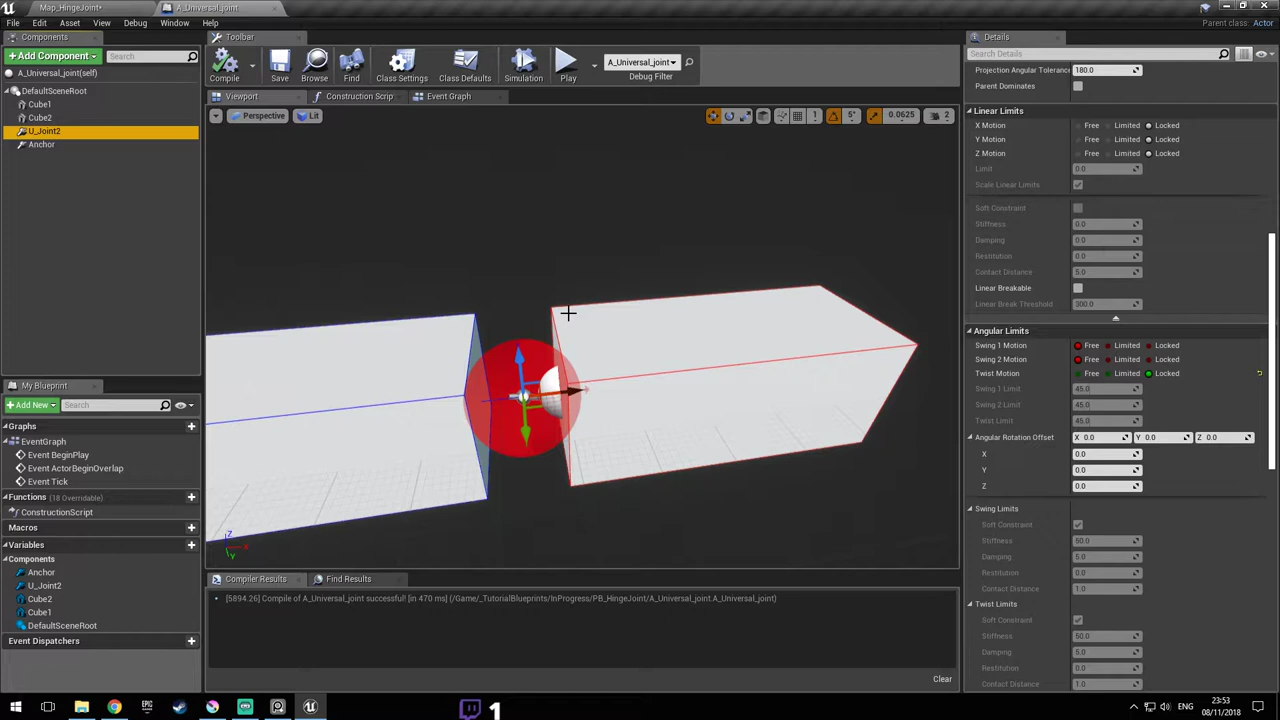 Map_HingeJoint*
A_Universal_joint
File Edit Asset View Debug Window Help
Parent class: Actor
Components
Toolbar
Details
+ Add Component
Search
Compile
Save
Browse
Find
Class Settings
Class Defaults
Simulation
Play
A_Universal_joint
Debug Filter
Search Details
A_Universal_joint(self)
DefaultSceneRoot
Cube1
Cube2
U_Joint2
Anchor
Viewport
Construction Scrip
Event Graph
Perspective
Lit
5°
0.0625
2
Projection Angular Tolerance 180.0
Parent Dominates
Linear Limits
X Motion Free Limited Locked
Y Motion Free Limited Locked
Z Motion Free Limited Locked
Limit 0.0
Scale Linear Limits
Soft Constraint
Stiffness 0.0
Damping 0.0
Restitution 0.0
Contact Distance 5.0
Linear Breakable
Linear Break Threshold 300.0
Angular Limits
Swing 1 Motion Free Limited Locked
Swing 2 Motion Free Limited Locked
Twist Motion Free Limited Locked
Swing 1 Limit 45.0
Swing 2 Limit 45.0
Twist Limit 45.0
Angular Rotation Offset X 0.0 Y 0.0 Z 0.0
X 0.0
Y 0.0
Z 0.0
Swing Limits
Soft Constraint
Stiffness 50.0
Damping 5.0
Restitution 0.0
Contact Distance 1.0
Twist Limits
Soft Constraint
Stiffness 50.0
Damping 5.0
Restitution 0.0
Contact Distance 1.0
My Blueprint
+ Add New
Search
Graphs
EventGraph
Event BeginPlay
Event ActorBeginOverlap
Event Tick
Functions (18 Overridable)
ConstructionScript
Macros
Variables
Components
Anchor
U_Joint2
Cube2
Cube1
DefaultSceneRoot
Event Dispatchers
Z
X
Y
Compiler Results
Find Results
[5894.26] Compile of A_Universal_joint successful! [in 470 ms] (/Game/_TutorialBlueprints/InProgress/PB_HingeJoint/A_Universal_joint.A_Universal_joint)
Clear
1
ENG
23:53
08/11/2018